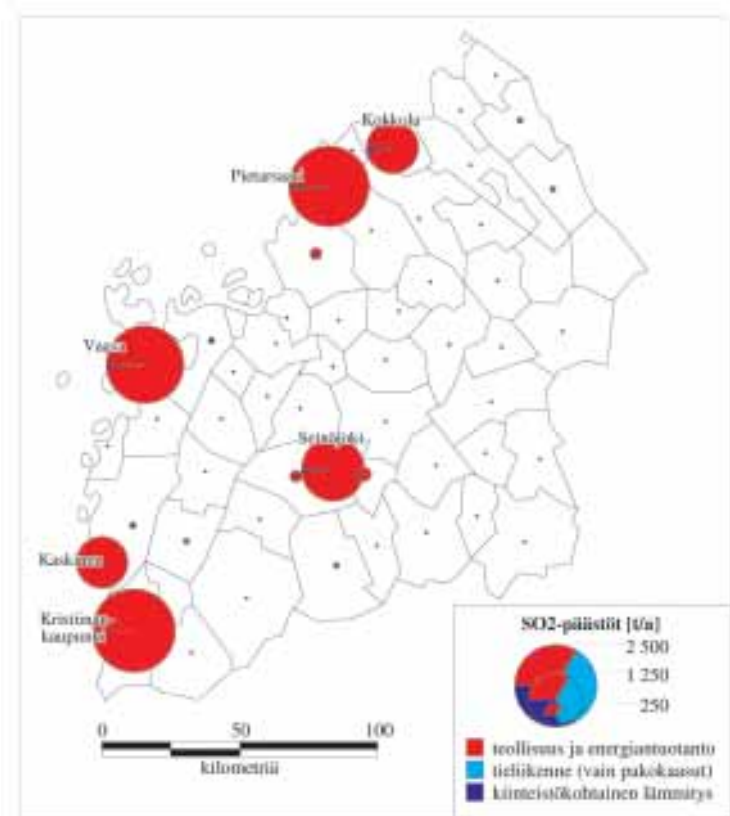 Kokkola
Pietarsaari
Vaasa
Seinäjoki
Kaskinen
Kristiinan-
kaupunki
0 50 100
kilometriä
SO2-päästöt [t/a]
2 500
1 250
250
teollisuus ja energiantuotanto
tieliikenne (vain pakokaasut)
kiinteistökohtainen lämmitys